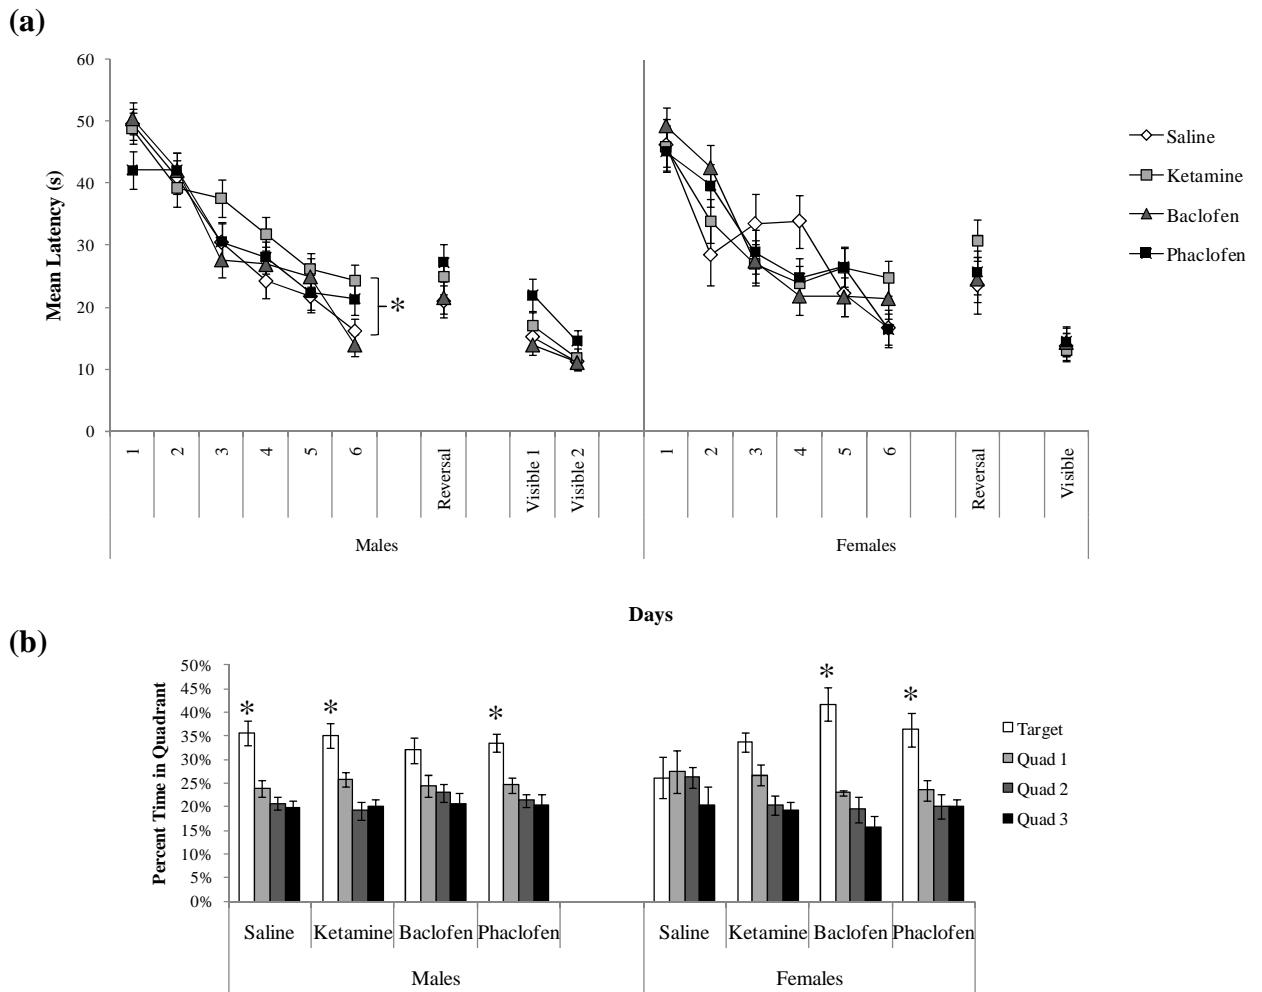 (a)
60
50
40
30
20
10
0
Mean Latency (s)
1
2
3
4
5
6
Reversal
Visible 1
Visible 2
1
2
3
4
5
6
Reversal
Visible
Males
Females
Days
*
Saline
Ketamine
Baclofen
Phaclofen
(b)
50%
45%
40%
35%
30%
25%
20%
15%
10%
5%
0%
Percent Time in Quadrant
*
*
*
*
*
Saline
Ketamine
Baclofen
Phaclofen
Saline
Ketamine
Baclofen
Phaclofen
Males
Females
Target
Quad 1
Quad 2
Quad 3